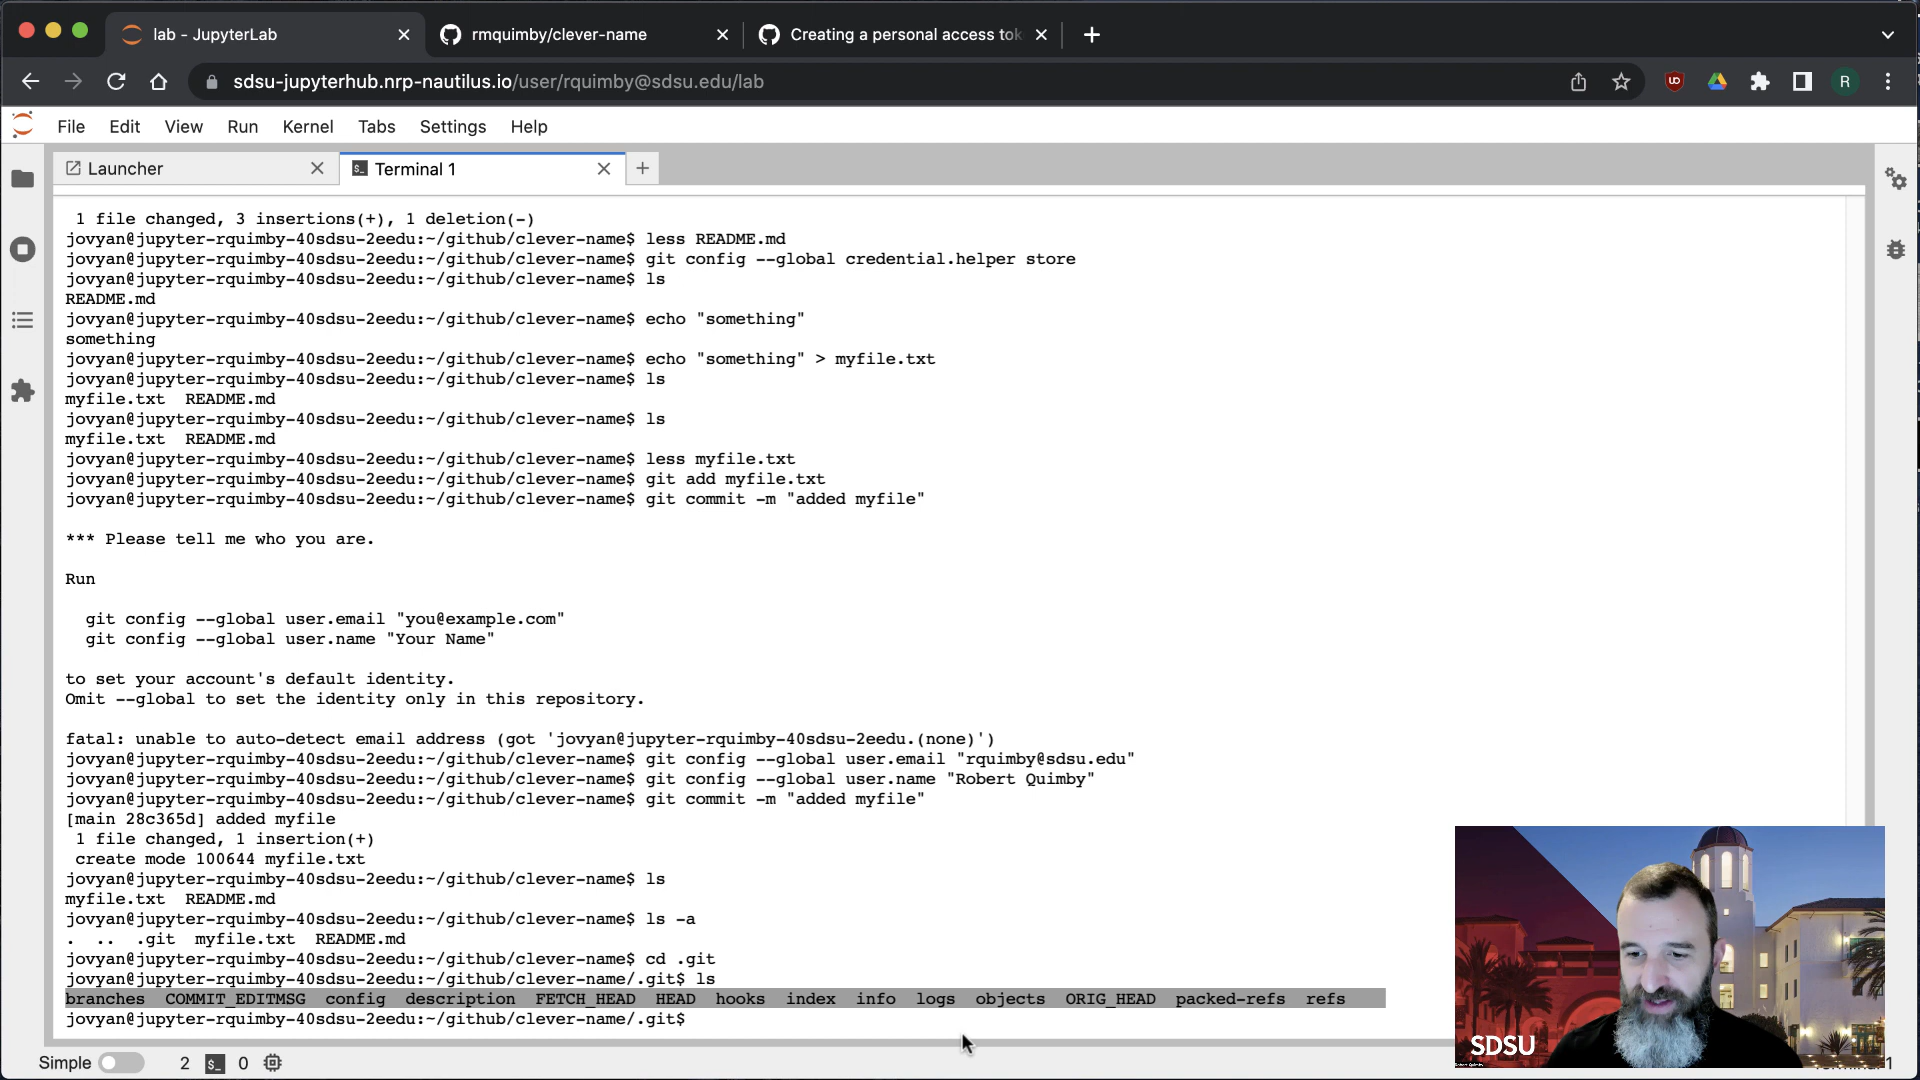 lab - JupyterLab
rmquimby/clever-name
Creating a personal access tok
sdsu-jupyterhub.nrp-nautilus.io/user/rquimby@sdsu.edu/lab
R
File Edit View Run Kernel Tabs Settings Help
Launcher
Terminal 1
1 file changed, 3 insertions(+), 1 deletion(-)
jovyan@jupyter-rquimby-40sdsu-2eedu:~/github/clever-name$ less README.md
jovyan@jupyter-rquimby-40sdsu-2eedu:~/github/clever-name$ git config --global credential.helper store
jovyan@jupyter-rquimby-40sdsu-2eedu:~/github/clever-name$ ls
README.md
jovyan@jupyter-rquimby-40sdsu-2eedu:~/github/clever-name$ echo "something"
something
jovyan@jupyter-rquimby-40sdsu-2eedu:~/github/clever-name$ echo "something" > myfile.txt
jovyan@jupyter-rquimby-40sdsu-2eedu:~/github/clever-name$ ls
myfile.txt README.md
jovyan@jupyter-rquimby-40sdsu-2eedu:~/github/clever-name$ ls
myfile.txt README.md
jovyan@jupyter-rquimby-40sdsu-2eedu:~/github/clever-name$ less myfile.txt
jovyan@jupyter-rquimby-40sdsu-2eedu:~/github/clever-name$ git add myfile.txt
jovyan@jupyter-rquimby-40sdsu-2eedu:~/github/clever-name$ git commit -m "added myfile"
*** Please tell me who you are.
Run
git config --global user.email "you@example.com"
git config --global user.name "Your Name"
to set your account's default identity.
Omit --global to set the identity only in this repository.
fatal: unable to auto-detect email address (got 'jovyan@jupyter-rquimby-40sdsu-2eedu.(none)')
jovyan@jupyter-rquimby-40sdsu-2eedu:~/github/clever-name$ git config --global user.email "rquimby@sdsu.edu"
jovyan@jupyter-rquimby-40sdsu-2eedu:~/github/clever-name$ git config --global user.name "Robert Quimby"
jovyan@jupyter-rquimby-40sdsu-2eedu:~/github/clever-name$ git commit -m "added myfile"
[main 28c365d] added myfile
1 file changed, 1 insertion(+)
create mode 100644 myfile.txt
jovyan@jupyter-rquimby-40sdsu-2eedu:~/github/clever-name$ ls
myfile.txt README.md
jovyan@jupyter-rquimby-40sdsu-2eedu:~/github/clever-name$ ls -a
. .. .git myfile.txt README.md
jovyan@jupyter-rquimby-40sdsu-2eedu:~/github/clever-name$ cd .git
jovyan@jupyter-rquimby-40sdsu-2eedu:~/github/clever-name/.git$ ls
branches COMMIT_EDITMSG config description FETCH_HEAD HEAD hooks index info logs objects ORIG_HEAD packed-refs refs
jovyan@jupyter-rquimby-40sdsu-2eedu:~/github/clever-name/.git$
SDSU
Simple 2 0